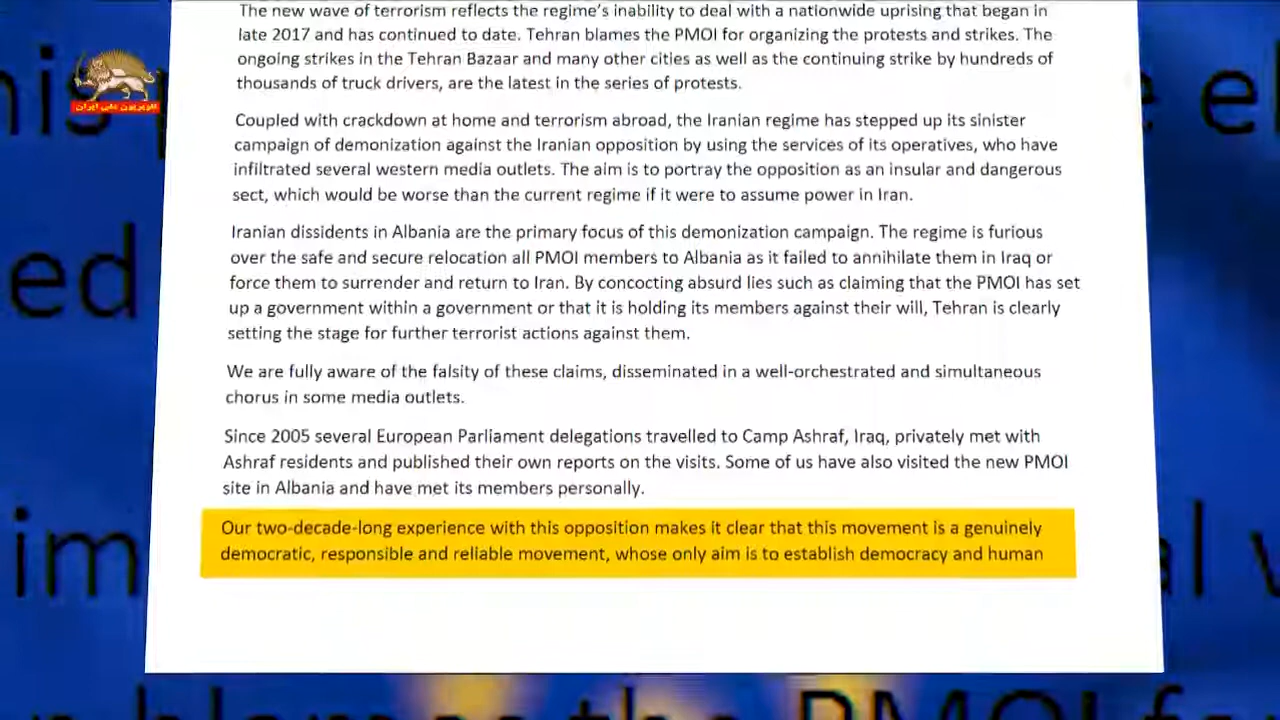 The new wave of terrorism reflects the regime's inability to deal with a nationwide uprising that began in
late 2017 and has continued to date. Tehran blames the PMOI for organizing the protests and strikes. The
ongoing strikes in the Tehran Bazaar and many other cities as well as the continuing strike by hundreds of
thousands of truck drivers, are the latest in the series of protests.
سیمای آزادی تلویزیون ملی ایران
Coupled with crackdown at home and terrorism abroad, the Iranian regime has stepped up its sinister
campaign of demonization against the Iranian opposition by using the services of its operatives, who have
infiltrated several western media outlets. The aim is to portray the opposition as an insular and dangerous
sect, which would be worse than the current regime if it were to assume power in Iran.
Iranian dissidents in Albania are the primary focus of this demonization campaign. The regime is furious
over the safe and secure relocation all PMOI members to Albania as it failed to annihilate them in Iraq or
force them to surrender and return to Iran. By concocting absurd lies such as claiming that the PMOI has set
up a government within a government or that it is holding its members against their will, Tehran is clearly
setting the stage for further terrorist actions against them.
We are fully aware of the falsity of these claims, disseminated in a well-orchestrated and simultaneous
chorus in some media outlets.
Since 2005 several European Parliament delegations travelled to Camp Ashraf, Iraq, privately met with
Ashraf residents and published their own reports on the visits. Some of us have also visited the new PMOI
site in Albania and have met its members personally.
Our two-decade-long experience with this opposition makes it clear that this movement is a genuinely
democratic, responsible and reliable movement, whose only aim is to establish democracy and human